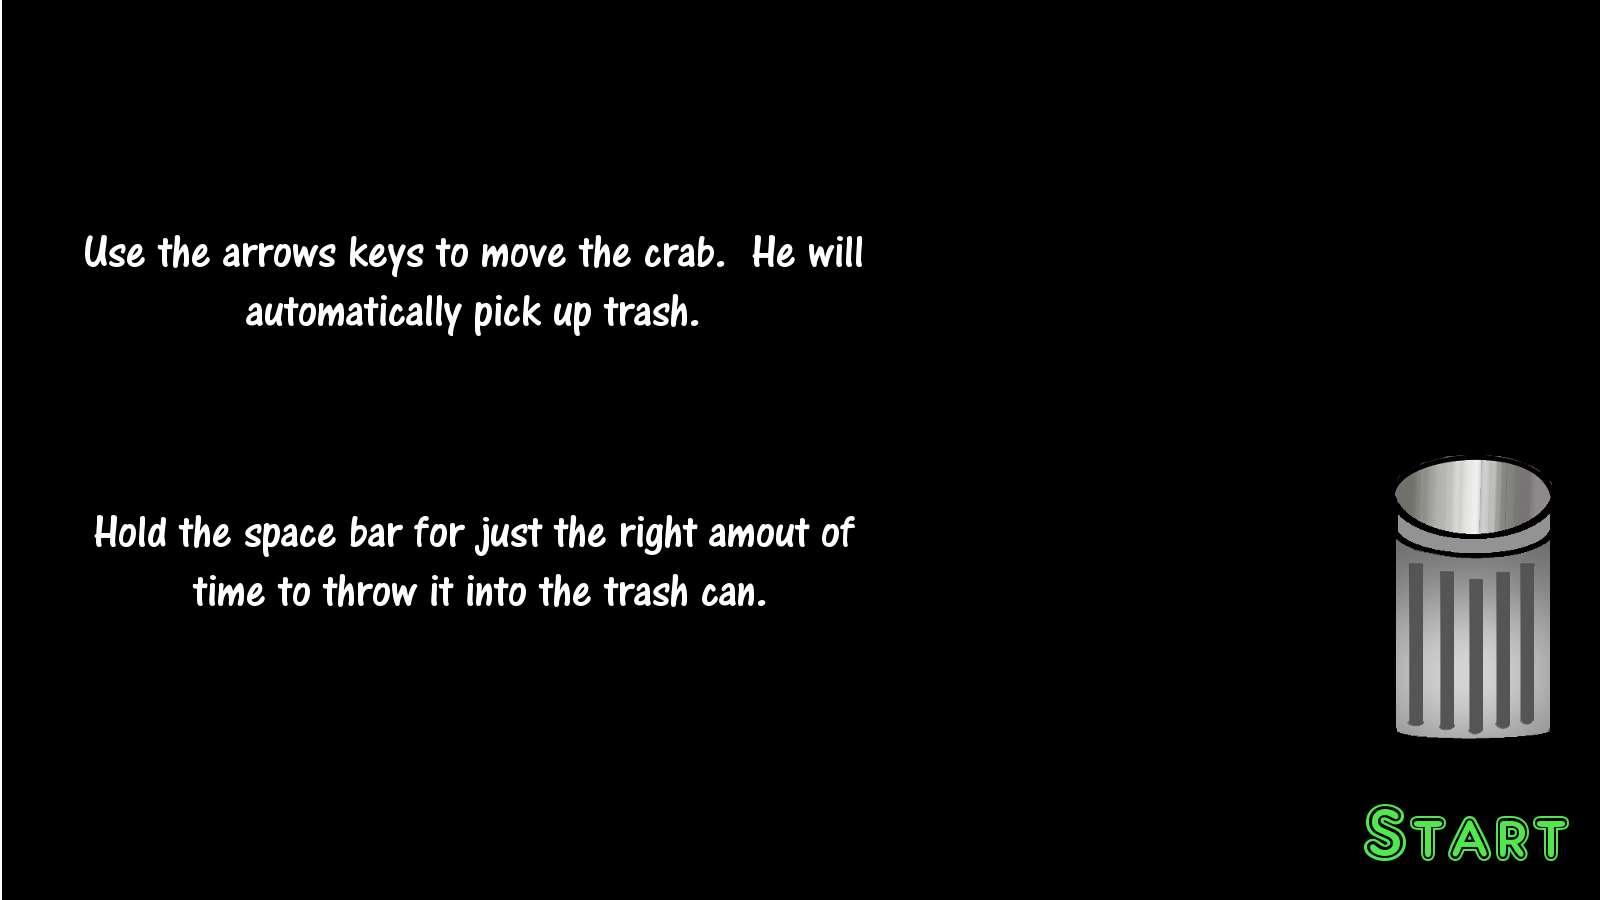 Use the arrows keys to move the crab.  He will
automatically pick up trash.
Hold the space bar for just the right amout of
time to throw it into the trash can.
Start